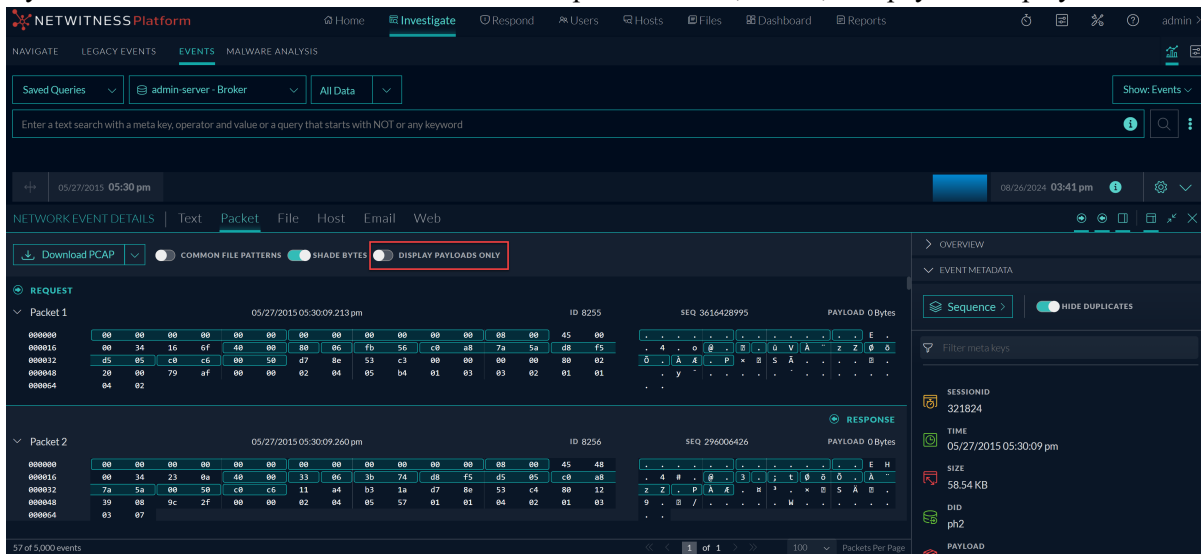 NETWITNESS Platform Home Investigate Respond Users Hosts Files Dashboard Reports admin >
NAVIGATE LEGACY EVENTS EVENTS MALWARE ANALYSIS
Saved Queries admin-server - Broker All Data Show: Events
Enter a text search with a meta key, operator and value or a query that starts with NOT or any keyword
05/27/2015 05:30 pm 08/26/2024 03:41 pm
NETWORK EVENT DETAILS Text Packet File Host Email Web
Download PCAP COMMON FILE PATTERNS SHADE BYTES DISPLAY PAYLOADS ONLY
REQUEST
Packet 1 05/27/2015 05:30:09.213 pm ID 8255 SEQ 3616428995 PAYLOAD 0 Bytes
000000 00 00 00 00 00 00 00 00 00 00 00 00 08 00 45 00
000016 00 34 16 6f 40 00 80 06 fb 56 c0 a8 7a 5a d8 f5
000032 d5 05 c0 c6 00 50 d7 8e 53 c3 00 00 00 00 80 02
000048 20 00 79 af 00 00 02 04 05 b4 01 03 03 02 01 01
000064 04 02
RESPONSE
Packet 2 05/27/2015 05:30:09.260 pm ID 8256 SEQ 296006426 PAYLOAD 0 Bytes
000000 00 00 00 00 00 00 00 00 00 00 00 00 08 00 45 48
000016 00 34 23 0a 40 00 33 06 3b 74 d8 f5 d5 05 c0 a8
000032 7a 5a 00 50 c0 c6 11 a4 b3 1a d7 8e 53 c4 80 12
000048 39 08 9c 2f 00 00 02 04 05 57 01 01 04 02 01 03
000064 03 07
57 of 5,000 events 1 of 1 100 Packets Per Page
OVERVIEW
EVENT METADATA
Sequence > HIDE DUPLICATES
Filter meta keys
SESSIONID
321824
TIME
05/27/2015 05:30:09 pm
SIZE
58.54 KB
DID
ph2
PAYLOAD